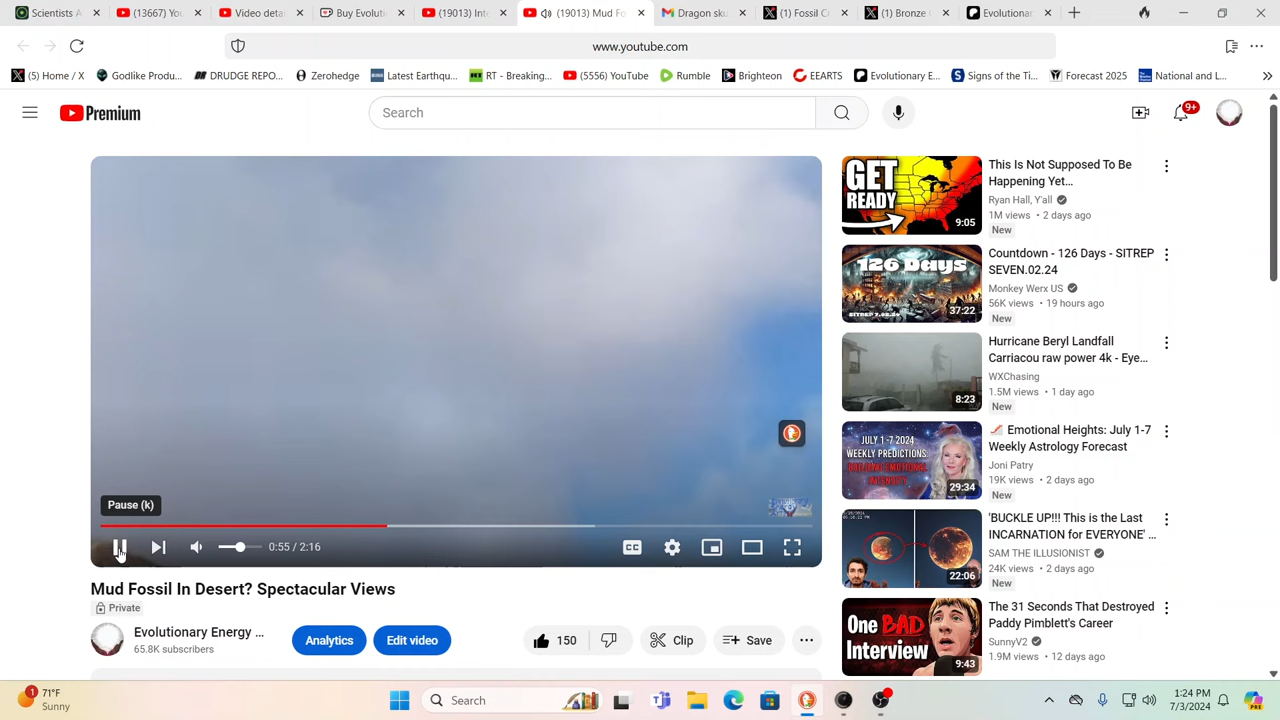 Scientists A...
(13667) You
Video det
Buy Evolut
(13713) Int
(19013) Mud Fo
Dragon
(1) Foss
(1) Bronze
Evolutionar
www.youtube.com
(5) Home / X
Godlike Produ...
DRUDGE REPO...
Zerohedge
Latest Earthqu...
RT - Breaking...
(5556) YouTube
Rumble
Brighteon
EEARTS
Evolutionary E...
Signs of the Ti...
Forecast 2025
National and L...
Premium
Search
9+
GET
READY
9:05
This Is Not Supposed To Be
Happening Yet...
Ryan Hall, Y'all
1M views • 2 days ago
New
126 Days
SITREP 7.02.24
37:22
Countdown - 126 Days - SITREP
SEVEN.02.24
Monkey Werx US
56K views • 19 hours ago
New
8:23
Hurricane Beryl Landfall
Carriacou raw power 4k - Eye...
WXChasing
1.5M views • 1 day ago
New
JULY 1-7 2024
WEEKLY PREDICTIONS:
29:34
Emotional Heights: July 1-7
Weekly Astrology Forecast
Joni Patry
19K views • 2 days ago
New
22:06
'BUCKLE UP!!! This is the Last
INCARNATION for EVERYONE' ...
SAM THE ILLUSIONIST
24K views • 2 days ago
New
One BAD
Interview
9:43
The 31 Seconds That Destroyed
Paddy Pimblett's Career
SunnyV2
1.9M views • 12 days ago
Pause (k)
0:55 / 2:16
CC
Mud Fossil In Desert? Spectacular Views
Private
Evolutionary Energy ...
65.8K subscribers
Analytics
Edit video
150
Clip
Save
1
71°F
Sunny
Search
1:24 PM
7/3/2024
PRE